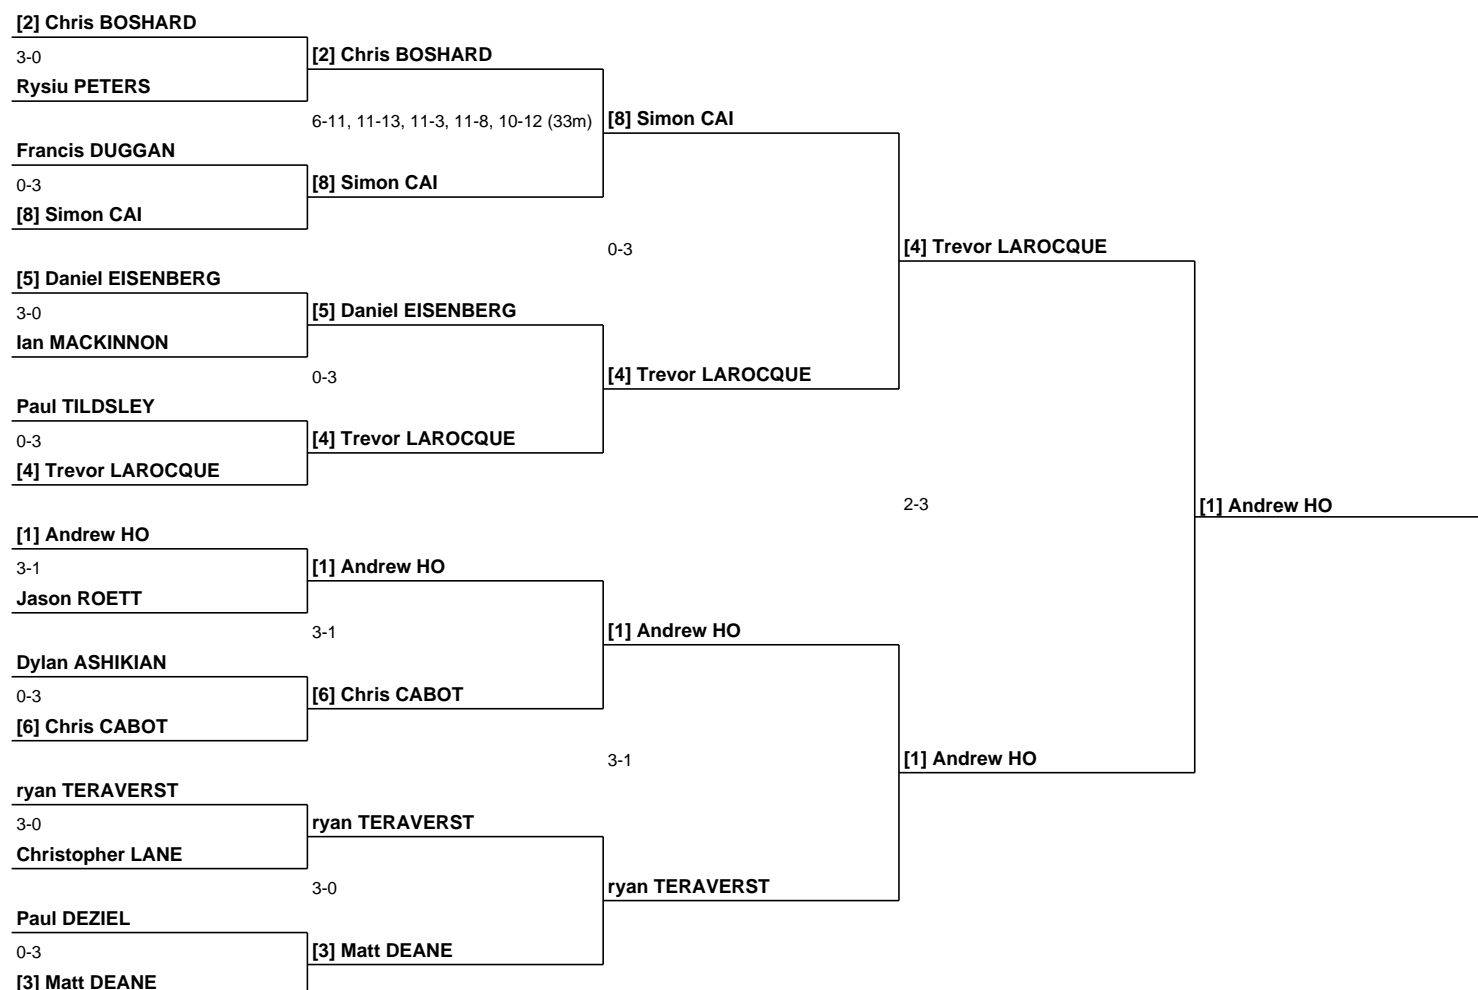 [2] Chris BOSHARD
3-0
Rysiu PETERS
Francis DUGGAN
0-3
[8] Simon CAI
[5] Daniel EISENBERG
3-0
Ian MACKINNON
Paul TILDSLEY
0-3
[4] Trevor LAROCQUE
[1] Andrew HO
3-1
Jason ROETT
Dylan ASHIKIAN
0-3
[6] Chris CABOT
ryan TERAVERST
3-0
Christopher LANE
Paul DEZIEL
0-3
[3] Matt DEANE
[2] Chris BOSHARD
6-11, 11-13, 11-3, 11-8, 10-12 (33m)
[8] Simon CAI
[5] Daniel EISENBERG
0-3
[4] Trevor LAROCQUE
[1] Andrew HO
3-1
[6] Chris CABOT
ryan TERAVERST
3-0
[3] Matt DEANE
[8] Simon CAI
0-3
[4] Trevor LAROCQUE
[1] Andrew HO
3-1
ryan TERAVERST
[4] Trevor LAROCQUE
2-3
[1] Andrew HO
[1] Andrew HO